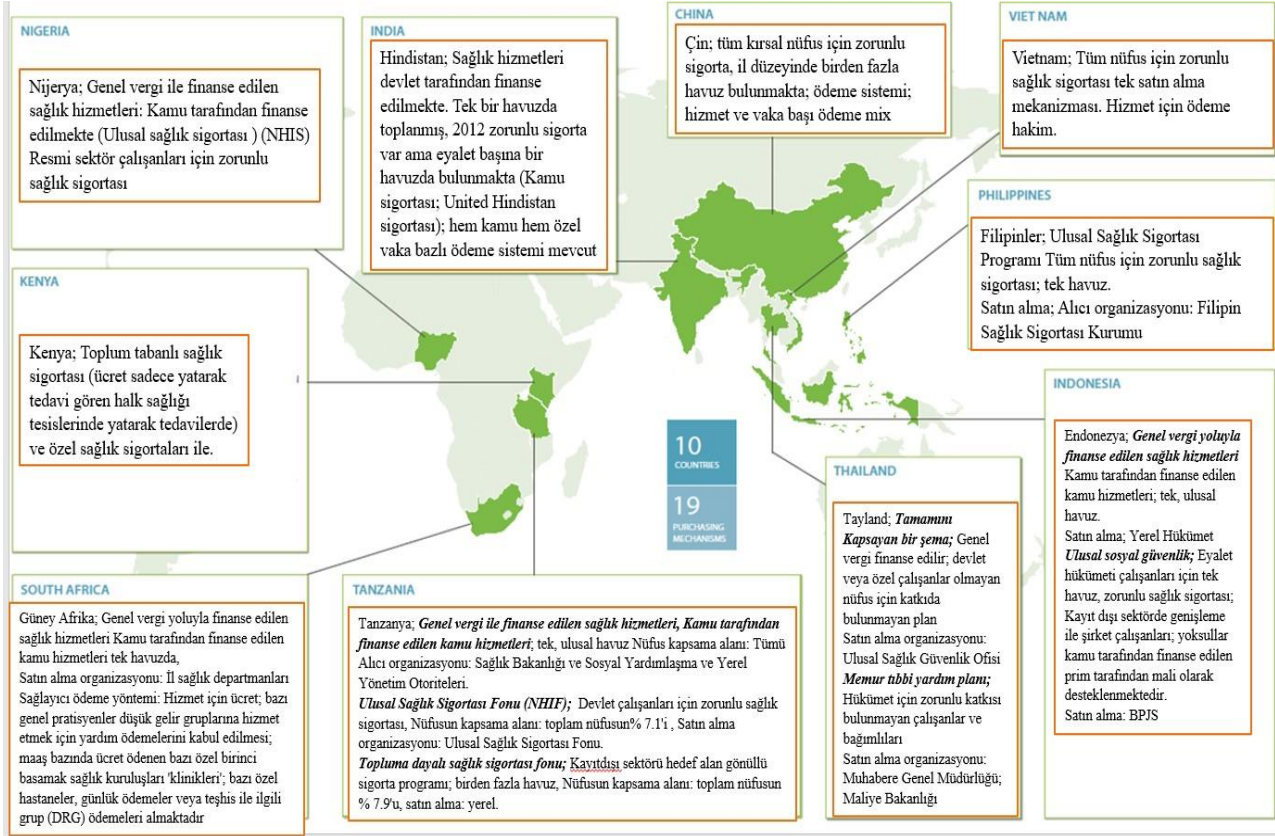 NIGERIA
Nijerya; Genel vergi ile finanse edilen
sağlık hizmetleri: Kamu tarafından finanse
edilmekte (Ulusal sağlık sigortası ) (NHIS)
Resmi sektör çalışanları için zorunlu
sağlık sigortası
INDIA
Hindistan; Sağlık hizmetleri
devlet tarafından finanse
edilmekte. Tek bir havuzda
toplanmış, 2012 zorunlu sigorta
var ama eyalet başına bir
havuzda bulunmakta (Kamu
sigortası; United Hindistan
sigortası); hem kamu hem özel
vaka bazlı ödeme sistemi mevcut
CHINA
Çin; tüm kırsal nüfus için zorunlu
sigorta, il düzeyinde birden fazla
havuz bulunmakta; ödeme sistemi;
hizmet ve vaka başı ödeme mix
VIET NAM
Vietnam; Tüm nüfus için zorunlu
sağlık sigortası tek satın alma
mekanizması. Hizmet için ödeme
hakim.
PHILIPPINES
Filipinler; Ulusal Sağlık Sigortası
Programı Tüm nüfus için zorunlu sağlık
sigortası; tek havuz.
Satın alma; Alıcı organizasyonu: Filipin
Sağlık Sigortası Kurumu
KENYA
Kenya; Toplum tabanlı sağlık
sigortası (ücret sadece yatarak
tedavi gören halk sağlığı
tesislerinde yatarak tedavilerde)
ve özel sağlık sigortaları ile.
10
COUNTRIES
19
PURCHASING
MECHANISMS
INDONESIA
Endonezya; Genel vergi yoluyla
finanse edilen sağlık hizmetleri
Kamu tarafından finanse edilen
kamu hizmetleri; tek, ulusal
havuz.
Satın alma; Yerel Hükümet
Ulusal sosyal güvenlik; Eyalet
hükümeti çalışanları için tek
havuz, zorunlu sağlık sigortası;
Kayıt dışı sektörde genişleme
ile şirket çalışanları; yoksullar
kamu tarafından finanse edilen
prim tarafından mali olarak
desteklenmektedir.
Satın alma: BPJS
THAILAND
Tayland; Tamamını
Kapsayan bir şema; Genel
vergi finanse edilir; devlet
veya özel çalışanlar olmayan
nüfus için katkıda
bulunmayan plan
Satın alma organizasyonu:
Ulusal Sağlık Güvenlik Ofisi
Memur tıbbi yardım planı;
Hükümet için zorunlu katkısı
bulunmayan çalışanlar ve
bağımlıları
Satın alma organizasyonu:
Muhabere Genel Müdürlüğü;
Maliye Bakanlığı
SOUTH AFRICA
Güney Afrika; Genel vergi yoluyla finanse edilen
sağlık hizmetleri Kamu tarafından finanse edilen
kamu hizmetleri tek havuzda,
Satın alma organizasyonu: İl sağlık departmanları
Sağlayıcı ödeme yöntemi: Hizmet için ücret; bazı
genel pratisyenler düşük gelir gruplarına hizmet
etmek için yardım ödemelerini kabul edilmesi;
maaş bazında ücret ödenen bazı özel birinci
basamak sağlık kuruluşları 'klinikleri'; bazı özel
hastaneler, günlük ödemeler veya teşhis ile ilgili
grup (DRG) ödemeleri almaktadır
TANZANIA
Tanzanya; Genel vergi ile finanse edilen sağlık hizmetleri, Kamu tarafından
finanse edilen kamu hizmetleri; tek, ulusal havuz Nüfus kapsama alanı: Tümü
Alıcı organizasyonu: Sağlık Bakanlığı ve Sosyal Yardımlaşma ve Yerel
Yönetim Otoriteleri.
Ulusal Sağlık Sigortası Fonu (NHIF); Devlet çalışanları için zorunlu sağlık
sigortası, Nüfusun kapsama alanı: toplam nüfusun% 7.1'i , Satın alma
organizasyonu: Ulusal Sağlık Sigortası Fonu.
Topluma dayalı sağlık sigortası fonu; Kayıtdışı sektörü hedef alan gönüllü
sigorta programı; birden fazla havuz, Nüfusun kapsama alanı: toplam nüfusun
% 7.9'u, satın alma: yerel.